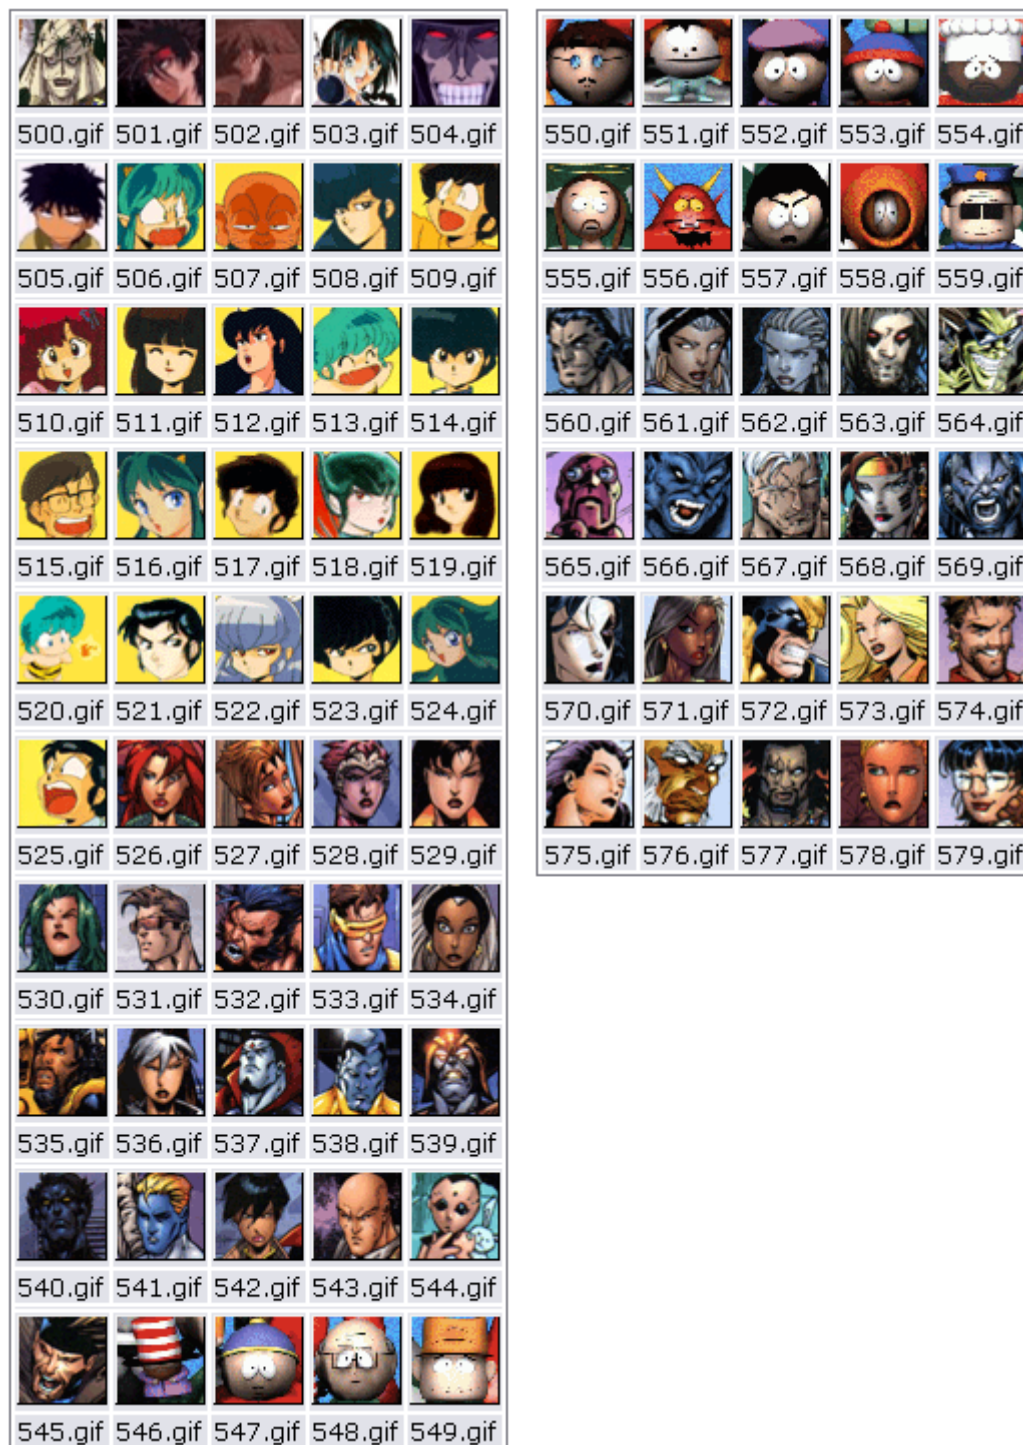 500.gif 501.gif 502.gif 503.gif 504.gif
505.gif 506.gif 507.gif 508.gif 509.gif
510.gif 511.gif 512.gif 513.gif 514.gif
515.gif 516.gif 517.gif 518.gif 519.gif
520.gif 521.gif 522.gif 523.gif 524.gif
525.gif 526.gif 527.gif 528.gif 529.gif
530.gif 531.gif 532.gif 533.gif 534.gif
535.gif 536.gif 537.gif 538.gif 539.gif
540.gif 541.gif 542.gif 543.gif 544.gif
545.gif 546.gif 547.gif 548.gif 549.gif
550.gif 551.gif 552.gif 553.gif 554.gif
555.gif 556.gif 557.gif 558.gif 559.gif
560.gif 561.gif 562.gif 563.gif 564.gif
565.gif 566.gif 567.gif 568.gif 569.gif
570.gif 571.gif 572.gif 573.gif 574.gif
575.gif 576.gif 577.gif 578.gif 579.gif